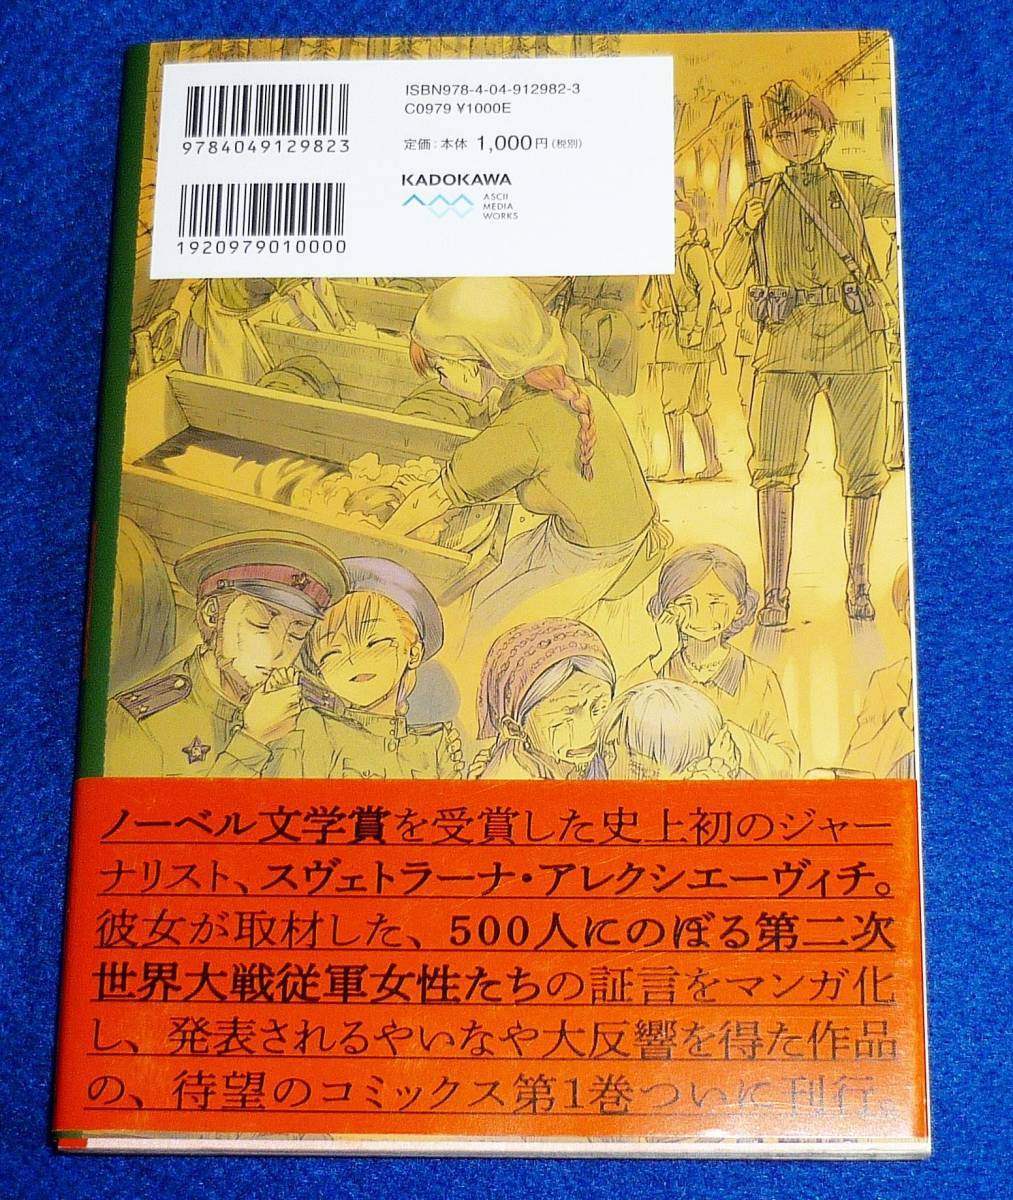 ISBN978-4-04-912982-3
C0979 ¥1000E
9784049129823
定価:本体 1,000円(税別)
KADOKAWA
ASCII
MEDIA
WORKS
1920979010000
ノーベル文学賞を受賞した史上初のジャー
ナリスト、スヴェトラーナ・アレクシエーヴィチ。
彼女が取材した、500人にのぼる第二次
世界大戦従軍女性たちの証言をマンガ化
し、発表されるやいなや大反響を得た作品
の、待望のコミックス第1巻ついに刊行。